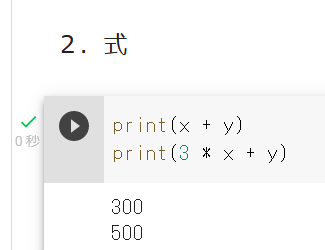 2. 式
0 秒
print(x + y)
print(3 * x + y)
300
500